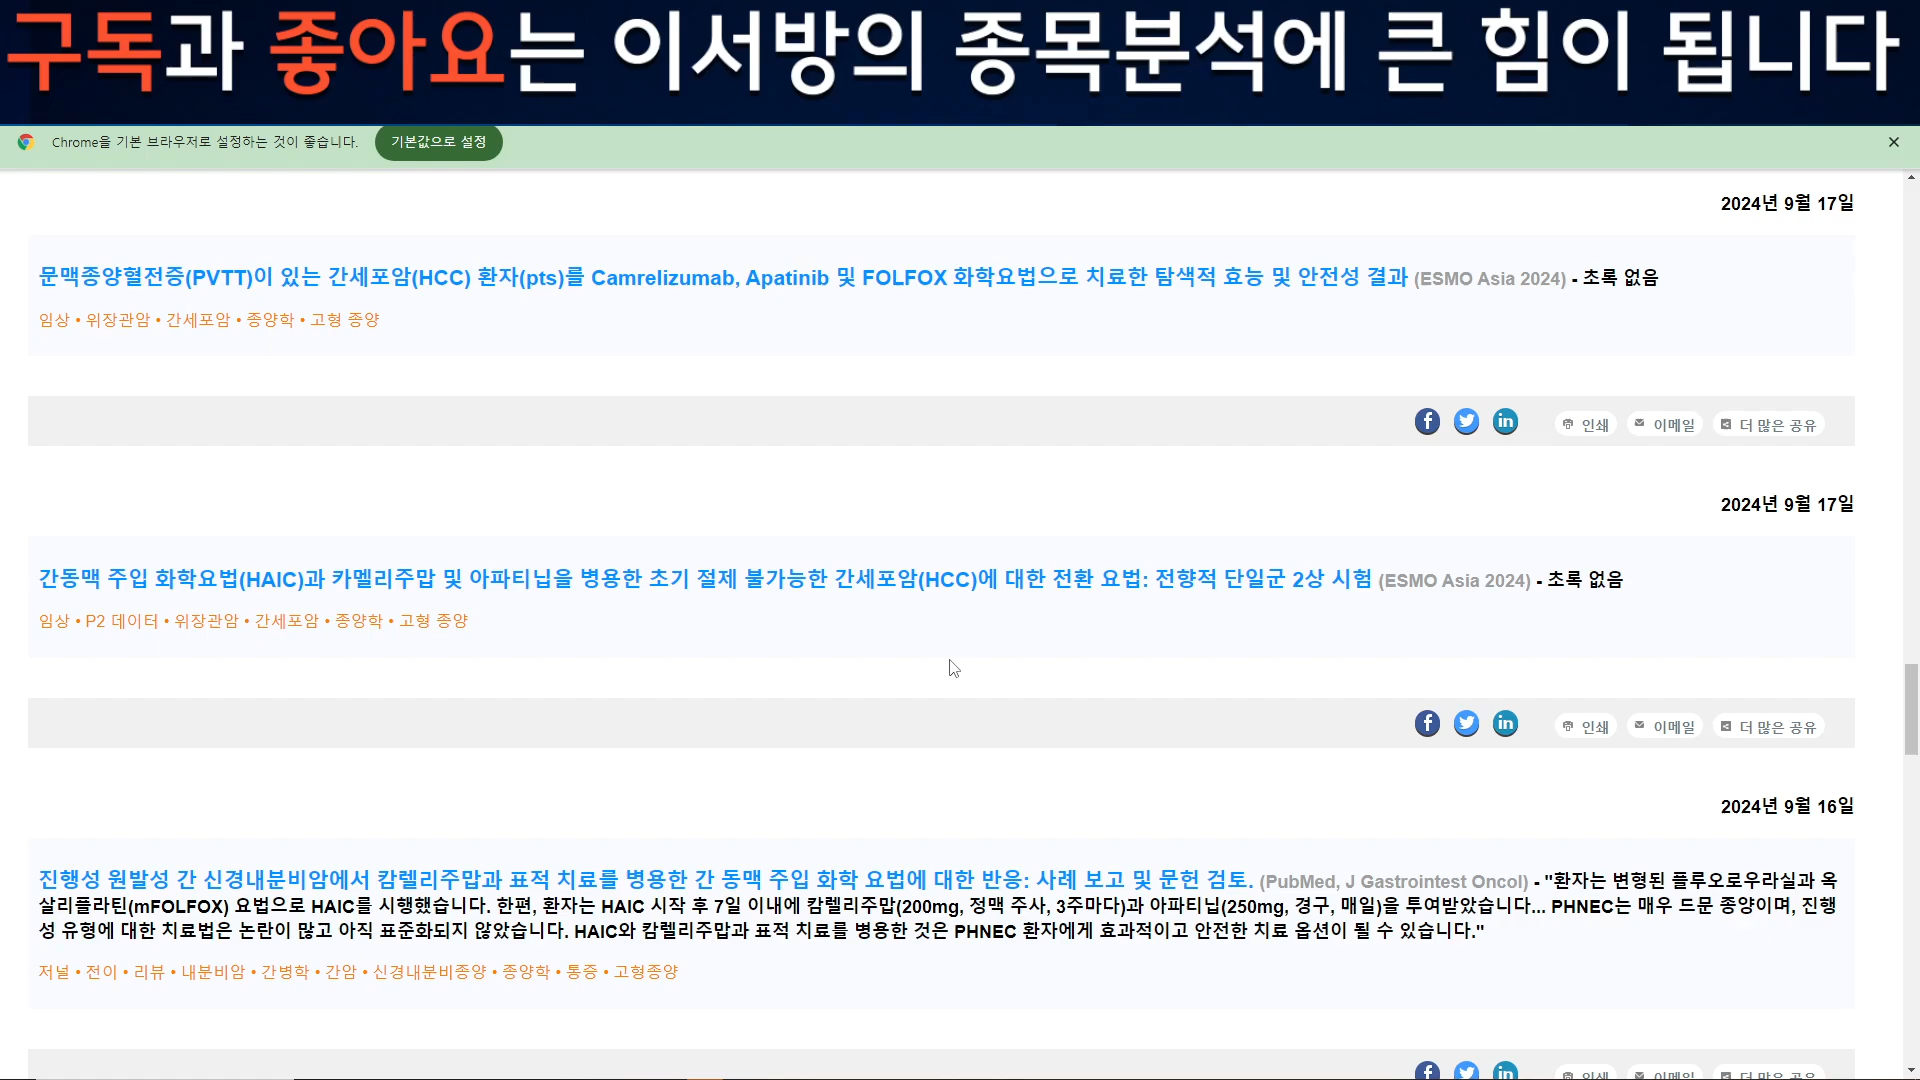 구독과 좋아요는 이서방의 종목분석에 큰 힘이 됩니다
Chrome을 기본 브라우저로 설정하는 것이 좋습니다. 기본값으로 설정
2024년 9월 17일
문맥종양혈전증(PVTT)이 있는 간세포암(HCC) 환자(pts)를 Camrelizumab, Apatinib 및 FOLFOX 화학요법으로 치료한 탐색적 효능 및 안전성 결과 (ESMO Asia 2024) - 초록 없음
임상 • 위장관암 • 간세포암 • 종양학 • 고형 종양
인쇄 이메일 더 많은 공유
2024년 9월 17일
간동맥 주입 화학요법(HAIC)과 카멜리주맙 및 아파티닙을 병용한 초기 절제 불가능한 간세포암(HCC)에 대한 전환 요법: 전향적 단일군 2상 시험 (ESMO Asia 2024) - 초록 없음
임상 • P2 데이터 • 위장관암 • 간세포암 • 종양학 • 고형 종양
인쇄 이메일 더 많은 공유
2024년 9월 16일
진행성 원발성 간 신경내분비암에서 캄렐리주맙과 표적 치료를 병용한 간 동맥 주입 화학 요법에 대한 반응: 사례 보고 및 문헌 검토. (PubMed, J Gastrointest Oncol) - "환자는 변형된 플루오로우라실과 옥
살리플라틴(mFOLFOX) 요법으로 HAIC를 시행했습니다. 한편, 환자는 HAIC 시작 후 7일 이내에 캄렐리주맙(200mg, 정맥 주사, 3주마다)과 아파티닙(250mg, 경구, 매일)을 투여받았습니다... PHNEC는 매우 드문 종양이며, 진행
성 유형에 대한 치료법은 논란이 많고 아직 표준화되지 않았습니다. HAIC와 캄렐리주맙과 표적 치료를 병용한 것은 PHNEC 환자에게 효과적이고 안전한 치료 옵션이 될 수 있습니다."
저널 • 전이 • 리뷰 • 내분비암 • 간병학 • 간암 • 신경내분비종양 • 종양학 • 통증 • 고형종양
인쇄 이메일 더 많은 공유